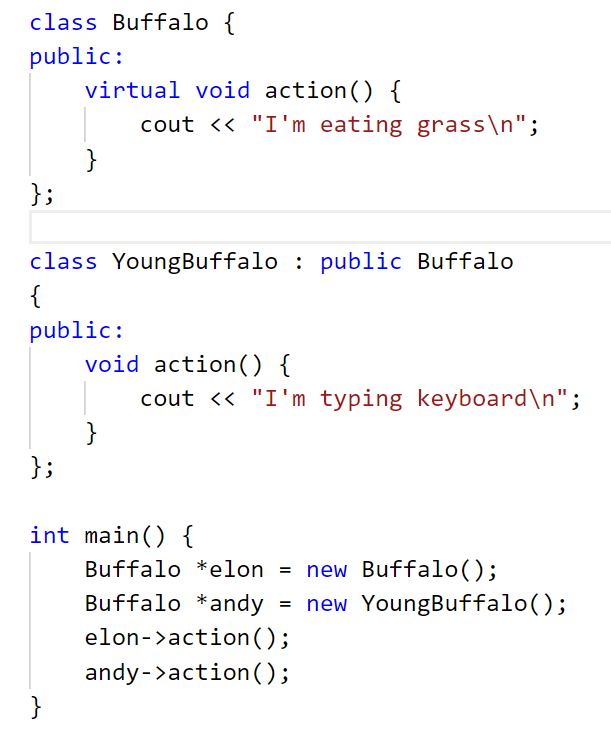 class Buffalo {
public:
    virtual void action() {
        cout << "I'm eating grass\n";
    }
};
class YoungBuffalo : public Buffalo
{
public:
    void action() {
        cout << "I'm typing keyboard\n";
    }
};
int main() {
    Buffalo *elon = new Buffalo();
    Buffalo *andy = new YoungBuffalo();
    elon->action();
    andy->action();
}